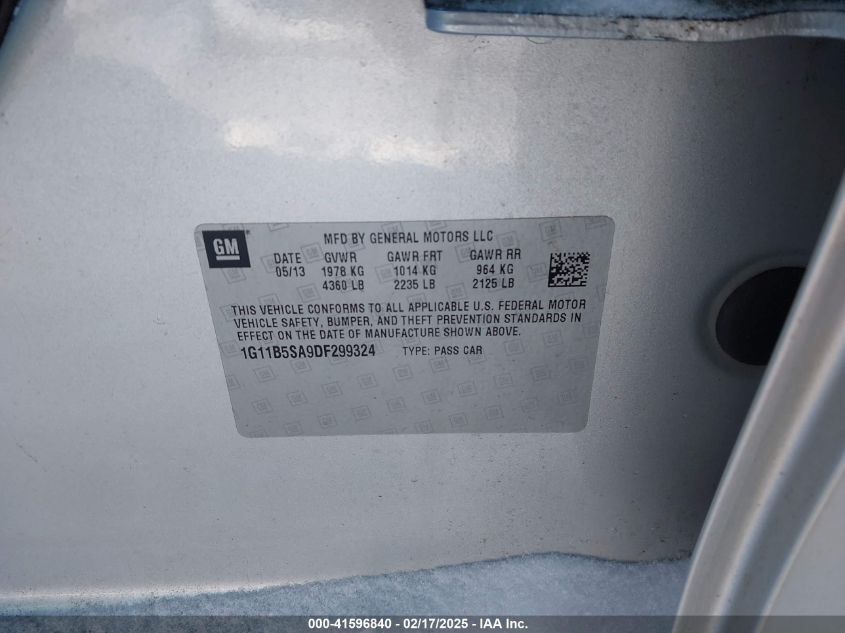 GM
MFD BY GENERAL MOTORS LLC
DATE GVWR GAWR FRT GAWR RR
05/13 1978 KG 1014 KG 964 KG
4360 LB 2235 LB 2125 LB
THIS VEHICLE CONFORMS TO ALL APPLICABLE U.S. FEDERAL MOTOR
VEHICLE SAFETY, BUMPER, AND THEFT PREVENTION STANDARDS IN
EFFECT ON THE DATE OF MANUFACTURE SHOWN ABOVE.
1G11B5SA9DF299324 TYPE: PASS CAR
000-41596840 - 02/17/2025 - IAA Inc.